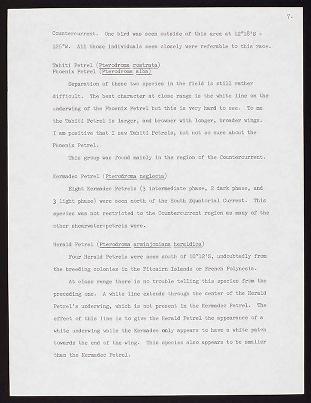 7.
Countercurrent. One bird was seen outside of this area at 12°18'S -
125°W. All those individuals seen closely were referable to this race.
Tahiti Petrel (Pterodroma rostrata)
Phoenix Petrel (Pterodroma alba)
Separation of these two species in the field is still rather
difficult. The best character at close range is the white line on the
underwing of the Phoenix Petrel but this is very hard to see. To me
the Tahiti Petrel is larger, and browner with longer, broader wings.
I am positive that I saw Tahiti Petrels, but not so sure about the
Phoenix Petrel.
This group was found mainly in the region of the Countercurrent.
Kermadec Petrel (Pterodroma neglecta)
Eight Kermadec Petrels (3 intermediate phase, 2 dark phase, and
3 light phase) were seen north of the South Equatorial Current. This
species was not restricted to the Countercurrent region as many of the
other shearwater-petrels were.
Herald Petrel (Pterodroma arminjoniana heraldica)
Four Herald Petrels were seen south of 10°12'S, undoubtedly from
the breeding colonies in the Pitcairn Islands or French Polynesia.
At close range there is no trouble telling this species from the
preceding one. A white line extends through the center of the Herald
Petrel's underwing, which is not present in the Kermadec Petrel. The
effect of this line is to give the Herald Petrel the appearance of a
white underwing while the Kermadec only appears to have a white patch
towards the end of the wing. This species also appears to be smaller
than the Kermadec Petrel.